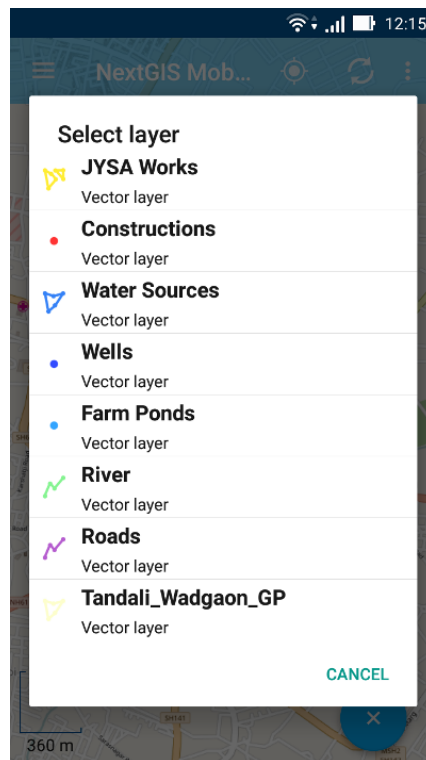 12:15
NextGIS Mob...
Select layer
JYSA Works
Vector layer
Constructions
Vector layer
Water Sources
Vector layer
Wells
Vector layer
Farm Ponds
Vector layer
River
Vector layer
Roads
Vector layer
Tandali_Wadgaon_GP
Vector layer
CANCEL
SH141
360 m